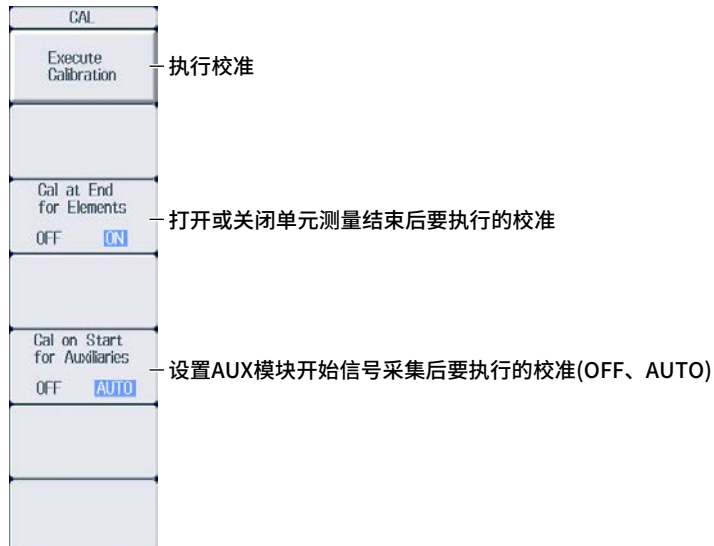 CAL
Execute
Calibration
执行校准
Cal at End
for Elements
OFF ON
打开或关闭单元测量结束后要执行的校准
Cal on Start
for Auxiliaries
OFF AUTO
设置AUX模块开始信号采集后要执行的校准(OFF、AUTO)